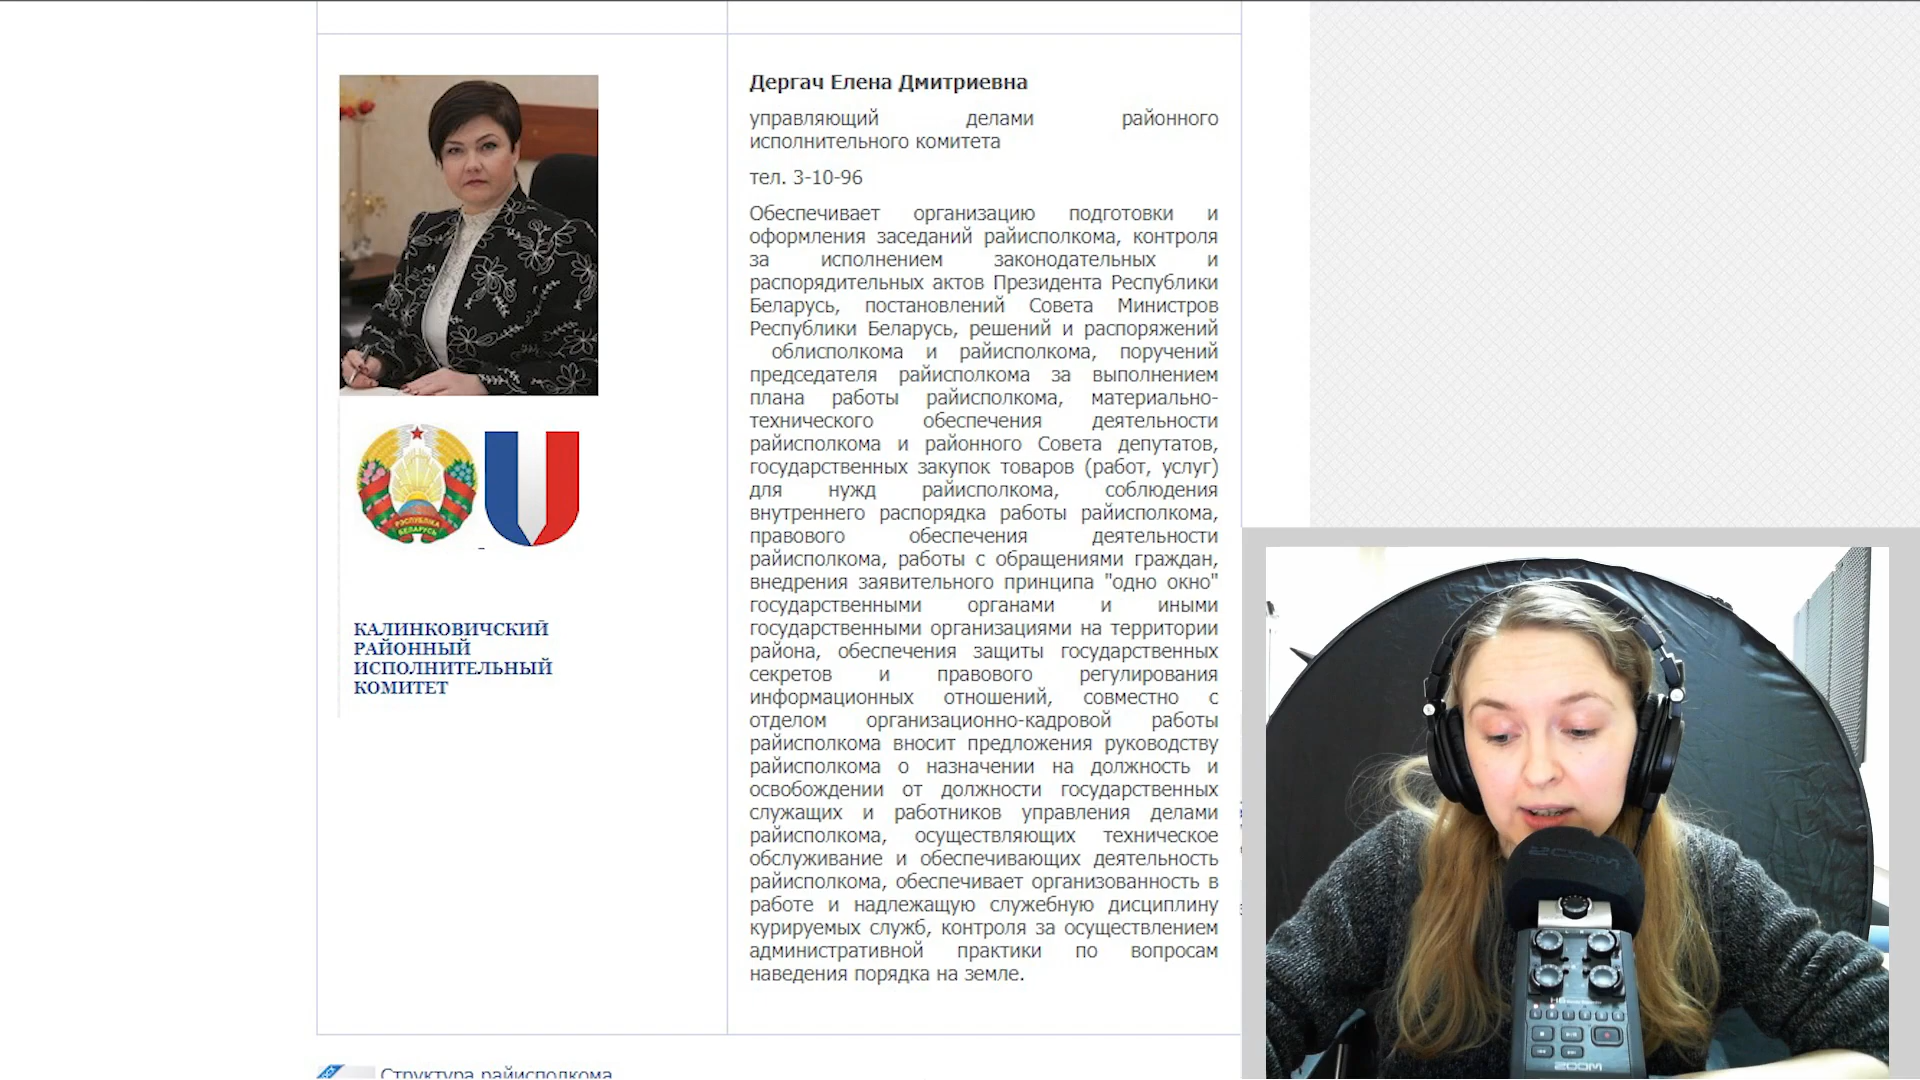 Дергач Елена Дмитриевна
управляющий делами районного
исполнительного комитета
тел. 3-10-96
Обеспечивает организацию подготовки и
оформления заседаний райисполкома, контроля
за исполнением законодательных и
распорядительных актов Президента Республики
Беларусь, постановлений Совета Министров
Республики Беларусь, решений и распоряжений
облисполкома и райисполкома, поручений
председателя райисполкома за выполнением
плана работы райисполкома, материально-
технического обеспечения деятельности
райисполкома и районного Совета депутатов,
государственных закупок товаров (работ, услуг)
для нужд райисполкома, соблюдения
внутреннего распорядка работы райисполкома,
правового обеспечения деятельности
райисполкома, работы с обращениями граждан,
внедрения заявительного принципа "одно окно"
государственными органами и иными
государственными организациями на территории
района, обеспечения защиты государственных
секретов и правового регулирования
информационных отношений, совместно с
отделом организационно-кадровой работы
райисполкома вносит предложения руководству
райисполкома о назначении на должность и
освобождении от должности государственных
служащих и работников управления делами
райисполкома, осуществляющих техническое
обслуживание и обеспечивающих деятельность
райисполкома, обеспечивает организованность в
работе и надлежащую служебную дисциплину
курируемых служб, контроля за осуществлением
административной практики по вопросам
наведения порядка на земле.
РЭСПУБЛІКА
БЕЛАРУСЬ
КАЛИНКОВИЧСКИЙ
РАЙОННЫЙ
ИСПОЛНИТЕЛЬНЫЙ
КОМИТЕТ
Структура райисполкома
zoom
H6
zoom